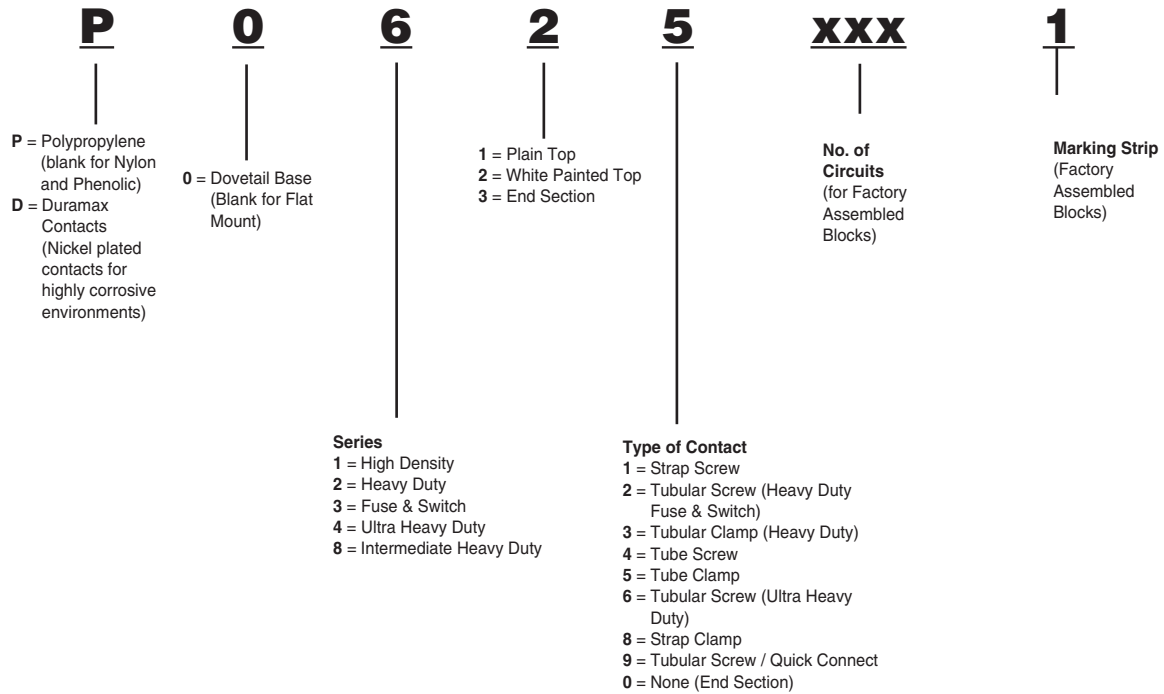 P 0 6 2 5 xxx 1
P = Polypropylene
(blank for Nylon
and Phenolic)
D = Duramax
Contacts
(Nickel plated
contacts for
highly corrosive
environments)
0 = Dovetail Base
(Blank for Flat
Mount)
1 = Plain Top
2 = White Painted Top
3 = End Section
No. of
Circuits
(for Factory
Assembled
Blocks)
Marking Strip
(Factory
Assembled
Blocks)
Series
1 = High Density
2 = Heavy Duty
3 = Fuse & Switch
4 = Ultra Heavy Duty
8 = Intermediate Heavy Duty
Type of Contact
1 = Strap Screw
2 = Tubular Screw (Heavy Duty
Fuse & Switch)
3 = Tubular Clamp (Heavy Duty)
4 = Tube Screw
5 = Tube Clamp
6 = Tubular Screw (Ultra Heavy
Duty)
8 = Strap Clamp
9 = Tubular Screw / Quick Connect
0 = None (End Section)